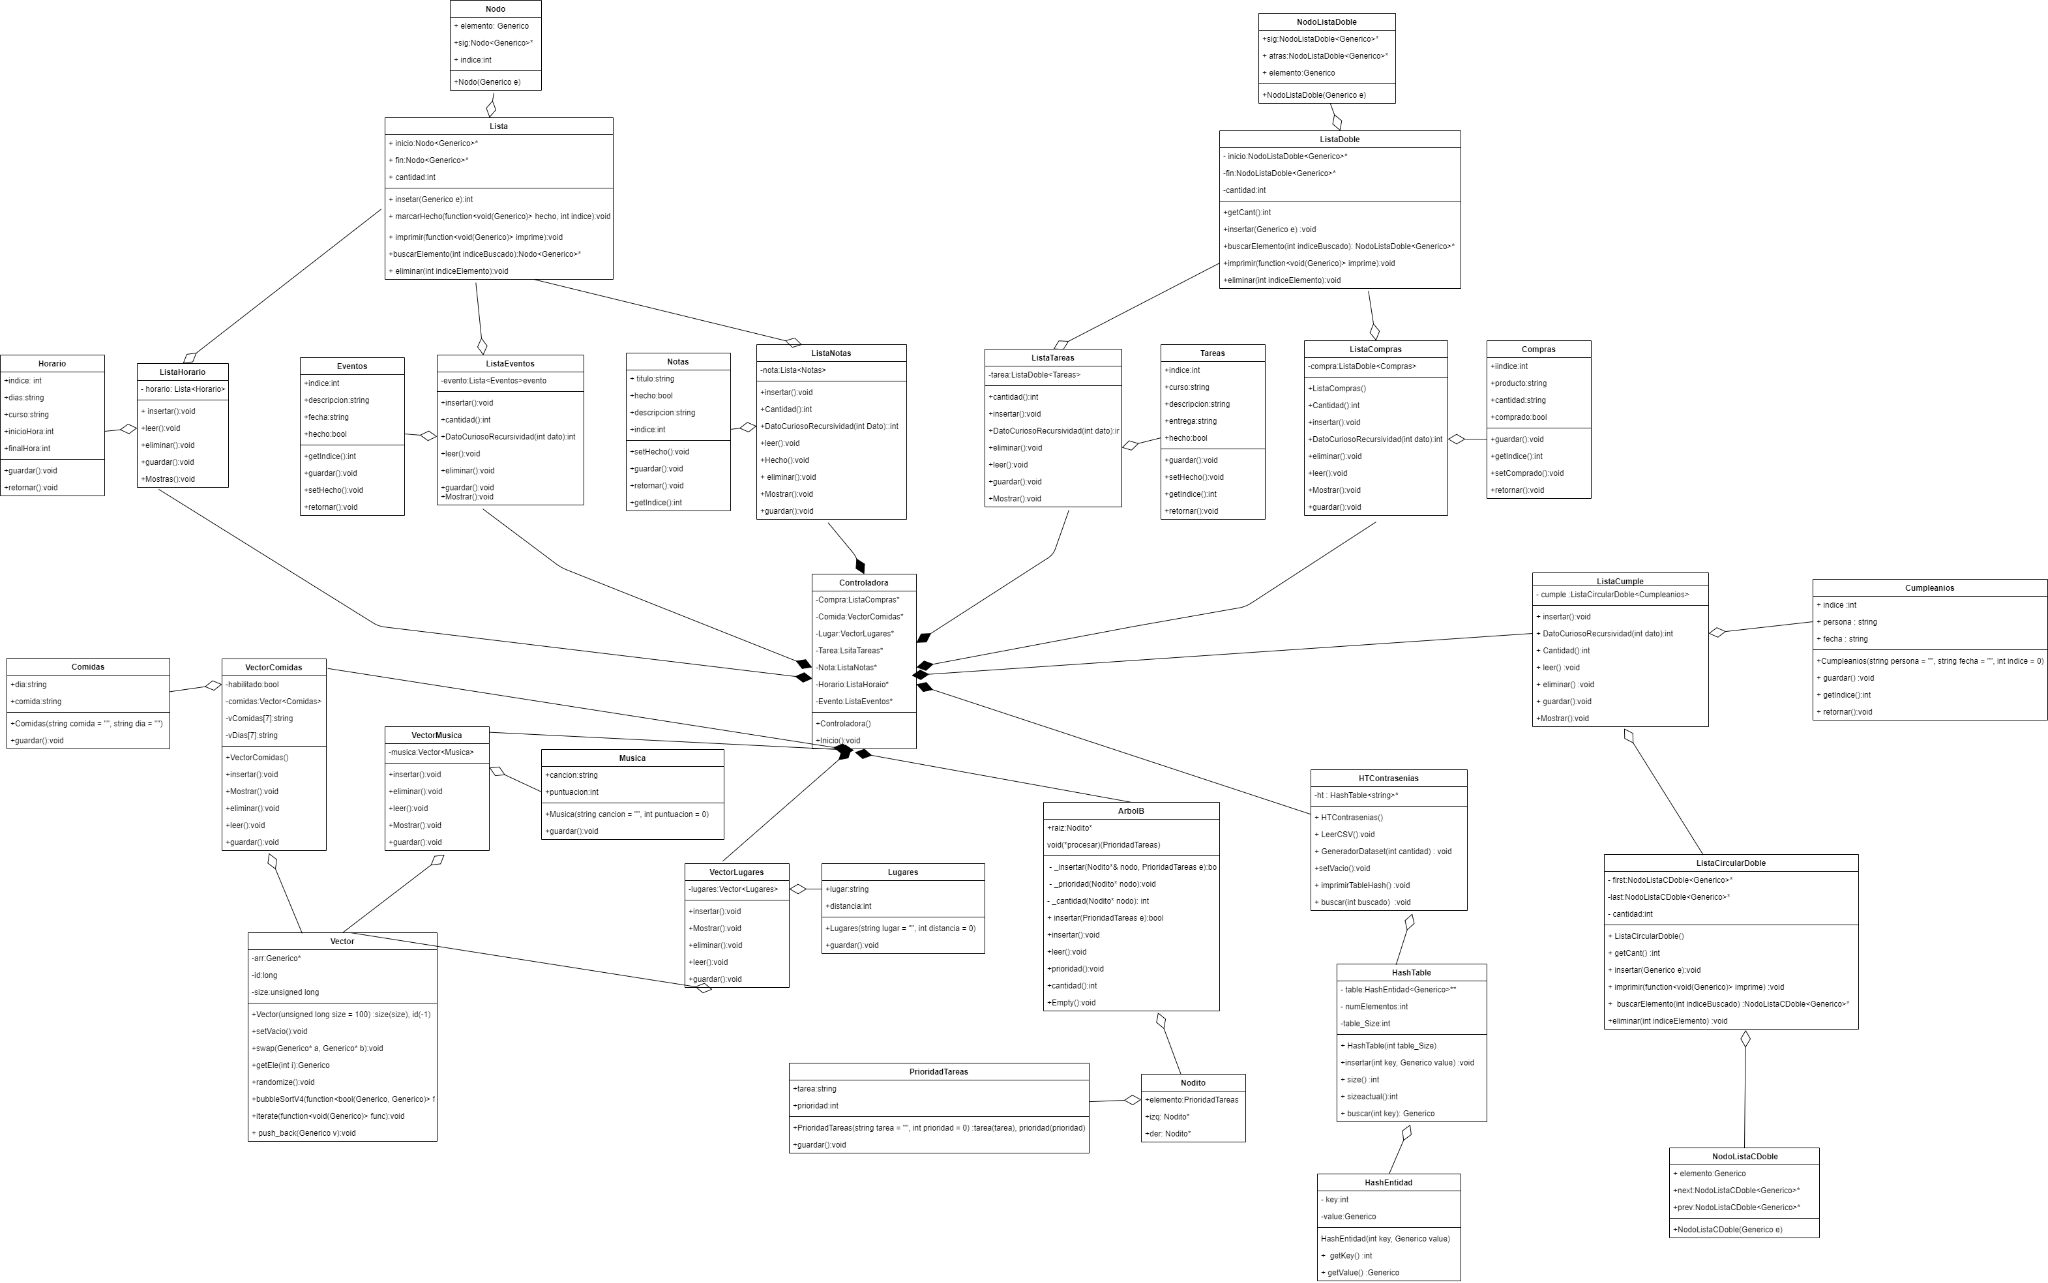 Nodo
+ elemento: Generico
+sig:Nodo<Generico>*
+ indice:int
+Nodo(Generico e)
NodoListaDoble
+sig:NodoListaDoble<Generico>*
+ atras:NodoListaDoble<Generico>*
+ elemento:Generico
+NodoListaDoble(Generico e)
Lista
+ inicio:Nodo<Generico>*
+ fin:Nodo<Generico>*
+ cantidad:int
+ insetar(Generico e):int
+ marcarHecho(function<void(Generico)> hecho, int indice):void
+ imprimir(function<void(Generico)> imprime):void
+buscarElemento(int indiceBuscado):Nodo<Generico>*
+ eliminar(int indiceElemento):void
ListaDoble
- inicio:NodoListaDoble<Generico>*
-fin:NodoListaDoble<Generico>*
-cantidad:int
+getCant():int
+insertar(Generico e) :void
+buscarElemento(int indiceBuscado): NodoListaDoble<Generico>*
+imprimir(function<void(Generico)> imprime):void
+eliminar(int indiceElemento):void
Horario
+indice: int
+dias:string
+curso:string
+inicioHora:int
+finalHora:int
+guardar():void
+retornar():void
ListaHorario
- horario: Lista<Horario>
+ insertar():void
+leer():void
+eliminar():void
+guardar():void
+Mostras():void
Eventos
+indice:int
+descripcion:string
+fecha:string
+hecho:bool
+getIndice():int
+guardar():void
+setHecho():void
+retornar():void
ListaEventos
-evento:Lista<Eventos>evento
+insertar():void
+cantidad():int
+DatoCuriosoRecursividad(int dato):int
+leer():void
+eliminar():void
+guardar():void
+Mostrar():void
Notas
+ titulo:string
+hecho:bool
+descripcion:string
+indice:int
+setHecho():void
+guardar():void
+retornar():void
+getIndice():int
ListaNotas
-nota:Lista<Notas>
+insertar():void
+Cantidad():int
+DatoCuriosoRecursividad(int Dato)::int
+leer():void
+Hecho():void
+ eliminar():void
+Mostrar():void
+guardar():void
ListaTareas
-tarea:ListaDoble<Tareas>
+cantidad():int
+insertar():void
+DatoCuriosoRecursividad(int dato):ir
+eliminar():void
+leer():void
+guardar():void
+Mostrar():void
Tareas
+indice:int
+curso:string
+descripcion:string
+entrega:string
+hecho:bool
+guardar():void
+setHecho():void
+getIndice():int
+retornar():void
ListaCompras
-compra:ListaDoble<Compras>
+ListaCompras()
+Cantidad():int
+insertar():void
+DatoCuriosoRecursividad(int dato):int
+eliminar():void
+leer():void
+Mostrar():void
+guardar():void
Compras
+iindice:int
+producto:string
+cantidad:string
+comprado:bool
+guardar():void
+getIndice():int
+setComprado():void
+retornar():void
Controladora
-Compra:ListaCompras*
-Comida:VectorComidas*
-Lugar:VectorLugares*
-Tarea:LsitaTareas*
-Nota:ListaNotas*
-Horario:ListaHoraio*
-Evento:ListaEventos*
+Controladora()
+Inicio():void
ListaCumple
- cumple :ListaCircularDoble<Cumpleanios>
+ insertar():void
+ DatoCuriosoRecursividad(int dato):int
+ Cantidad():int
+ leer() :void
+ eliminar() :void
+ guardar():void
+Mostrar():void
Cumpleanios
+ indice :int
+ persona : string
+ fecha : string
+Cumpleanios(string persona = "", string fecha = "", int indice = 0)
+ guardar() :void
+ getIndice():int
+ retornar():void
Comidas
+dia:string
+comida:string
+Comidas(string comida = "", string dia = "")
+guardar():void
VectorComidas
-habilitado:bool
-comidas:Vector<Comidas>
-vComidas[7]:string
-vDias[7]:string
+VectorComidas()
+insertar():void
+Mostrar():void
+eliminar():void
+leer():void
+guardar():void
VectorMusica
-musica:Vector<Musica>
+insertar():void
+eliminar():void
+leer():void
+Mostrar():void
+guardar():void
Musica
+cancion:string
+puntuacion:int
+Musica(string cancion = "", int puntuacion = 0)
+guardar():void
ArbolB
+raiz:Nodito*
void(*procesar)(PrioridadTareas)
- _insertar(Nodito*& nodo, PrioridadTareas e):bo
- _prioridad(Nodito* nodo):void
- _cantidad(Nodito* nodo): int
+ insertar(PrioridadTareas e):bool
+insertar():void
+leer():void
+prioridad():void
+cantidad():int
+Empty():void
HTContrasenias
-ht : HashTable<string>*
+ HTContrasenias()
+ LeerCSV():void
+ GeneradorDataset(int cantidad) : void
+setVacio():void
+ imprimirTableHash() :void
+ buscar(int buscado) :void
VectorLugares
-lugares:Vector<Lugares>
+insertar():void
+Mostrar():void
+eliminar():void
+leer():void
+guardar():void
Lugares
+lugar:string
+distancia:int
+Lugares(string lugar = "", int distancia = 0)
+guardar():void
ListaCircularDoble
- first:NodoListaCDoble<Generico>*
-last:NodoListaCDoble<Generico>*
- cantidad:int
+ ListaCircularDoble()
+ getCant() :int
+ insertar(Generico e):void
+ imprimir(function<void(Generico)> imprime) :void
+ buscarElemento(int indiceBuscado) :NodoListaCDoble<Generico>*
+eliminar(int indiceElemento) :void
Vector
-arr:Generico*
-id:long
-size:unsigned long
+Vector(unsigned long size = 100) :size(size), id(-1)
+setVacio():void
+swap(Generico* a, Generico* b):void
+getEle(int i):Generico
+randomize():void
+bubbleSortV4(function<bool(Generico, Generico)> f
+iterate(function<void(Generico)> func):void
+ push_back(Generico v):void
HashTable
- table:HashEntidad<Generico>**
- numElementos:int
-table_Size:int
+ HashTable(int table_Size)
+insertar(int key, Generico value) :void
+ size() :int
+ sizeactual():int
+ buscar(int key): Generico
PrioridadTareas
+tarea:string
+prioridad:int
+PrioridadTareas(string tarea = "", int prioridad = 0) :tarea(tarea), prioridad(prioridad)
+guardar():void
Nodito
+elemento:PrioridadTareas
+izq: Nodito*
+der: Nodito*
HashEntidad
- key:int
-value:Generico
HashEntidad(int key, Generico value)
+ getKey() :int
+ getValue() :Generico
NodoListaCDoble
+ elemento:Generico
+next:NodoListaCDoble<Generico>*
+prev:NodoListaCDoble<Generico>*
+NodoListaCDoble(Generico e)